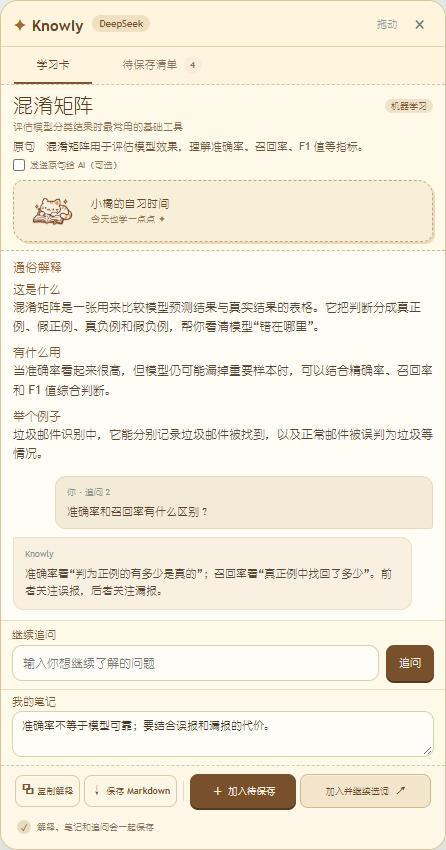 Knowly DeepSeek 拖动 ×
学习卡 待保存清单 4
混淆矩阵 机器学习
评估模型分类结果时最常用的基础工具
原句 混淆矩阵用于评估模型效果，理解准确率、召回率、F1 值等指标。
发送原句给 AI（可选）
小橘的自习时间
今天也学一点点 ✦
通俗解释
这是什么
混淆矩阵是一张用来比较模型预测结果与真实结果的表格。它把判断分成真正
例、假正例、真负例和假负例，帮你看清模型“错在哪里”。
有什么用
当准确率看起来很高，但模型仍可能漏掉重要样本时，可以结合精确率、召回率
和 F1 值综合判断。
举个例子
垃圾邮件识别中，它能分别记录垃圾邮件被找到，以及正常邮件被误判为垃圾等
情况。
你 · 追问 2
准确率和召回率有什么区别？
Knowly
准确率看“判为正例的有多少是真的”；召回率看“真正例中找回了多少”。前
者关注误报，后者关注漏报。
继续追问
输入你想继续了解的问题 追问
我的笔记
准确率不等于模型可靠；要结合误报和漏报的代价。
复制解释 ↓ 保存 Markdown + 加入待保存 加入并继续选词 ↗
✓ 解释、笔记和追问会一起保存